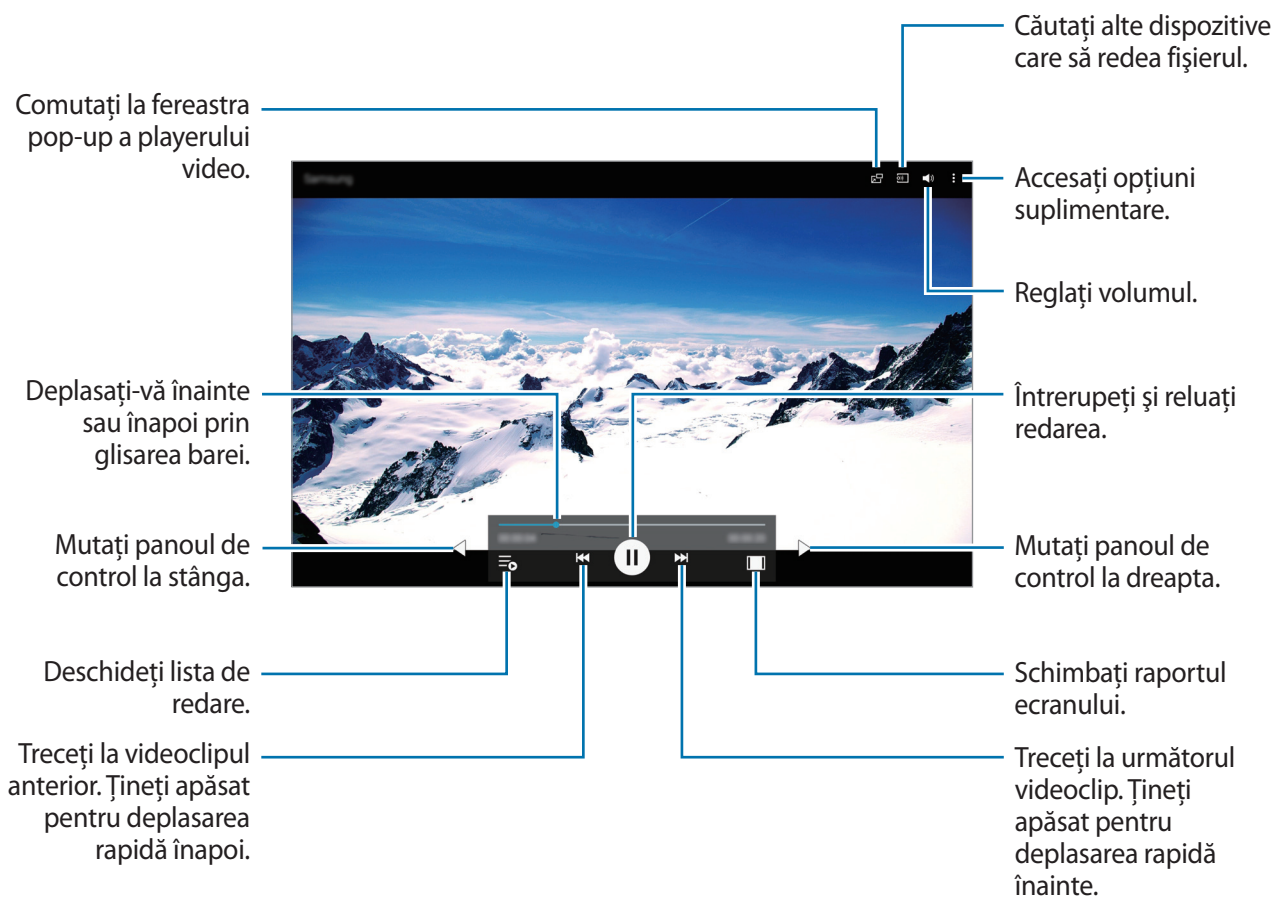 Căutați alte dispozitive
care să redea fişierul.
Comutați la fereastra
pop-up a playerului
video.
Samsung
Accesați opțiuni
suplimentare.
Reglați volumul.
Deplasați-vă înainte
sau înapoi prin
glisarea barei.
Întrerupeți şi reluați
redarea.
Mutați panoul de
control la stânga.
Mutați panoul de
control la dreapta.
Deschideți lista de
redare.
Schimbați raportul
ecranului.
Treceți la videoclipul
anterior. Țineți apăsat
pentru deplasarea
rapidă înapoi.
Treceți la următorul
videoclip. Țineți
apăsat pentru
deplasarea rapidă
înainte.